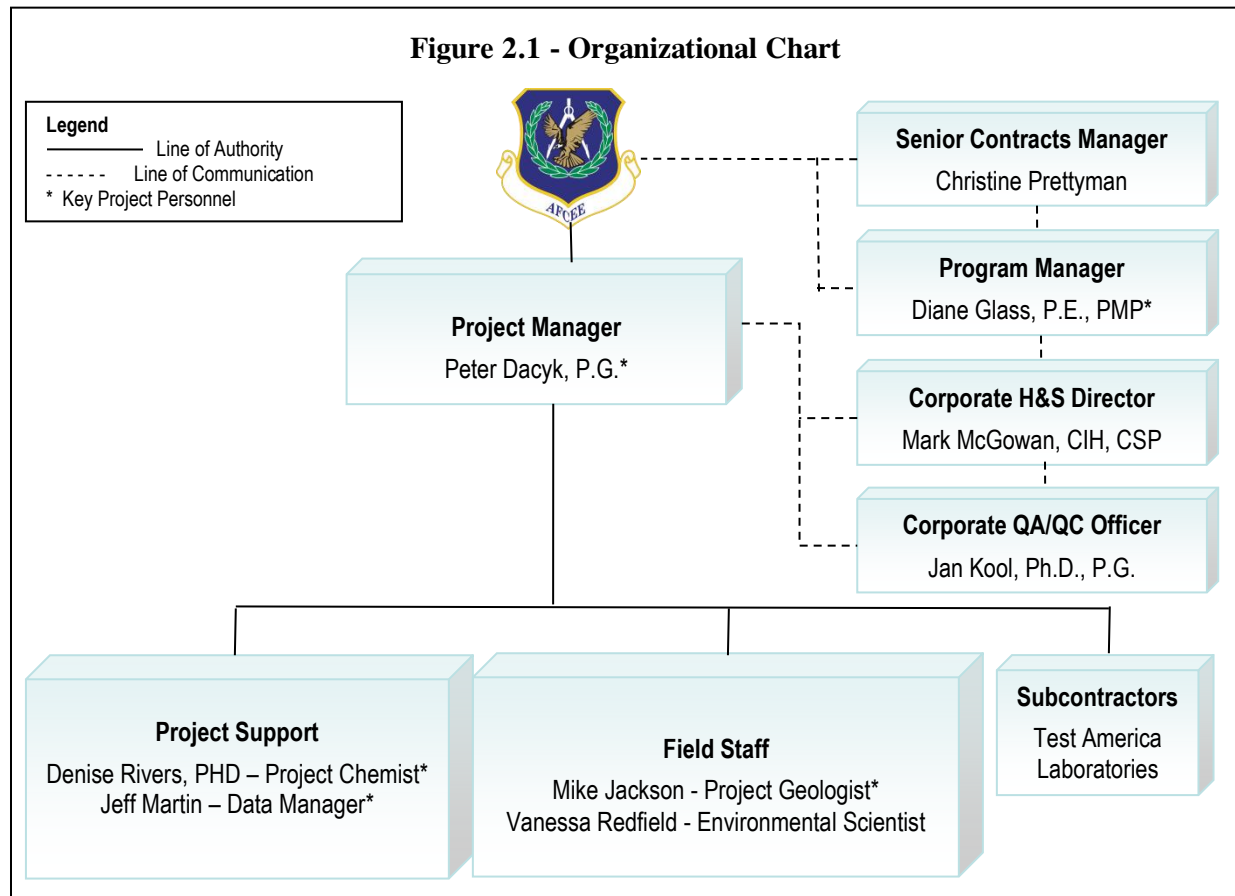 Figure 2.1 - Organizational Chart
Legend
Line of Authority
Line of Communication
* Key Project Personnel
AFCEE
Senior Contracts Manager
Christine Prettyman
Program Manager
Diane Glass, P.E., PMP*
Project Manager
Peter Dacyk, P.G.*
Corporate H&S Director
Mark McGowan, CIH, CSP
Corporate QA/QC Officer
Jan Kool, Ph.D., P.G.
Project Support
Denise Rivers, PHD – Project Chemist*
Jeff Martin – Data Manager*
Field Staff
Mike Jackson - Project Geologist*
Vanessa Redfield - Environmental Scientist
Subcontractors
Test America
Laboratories